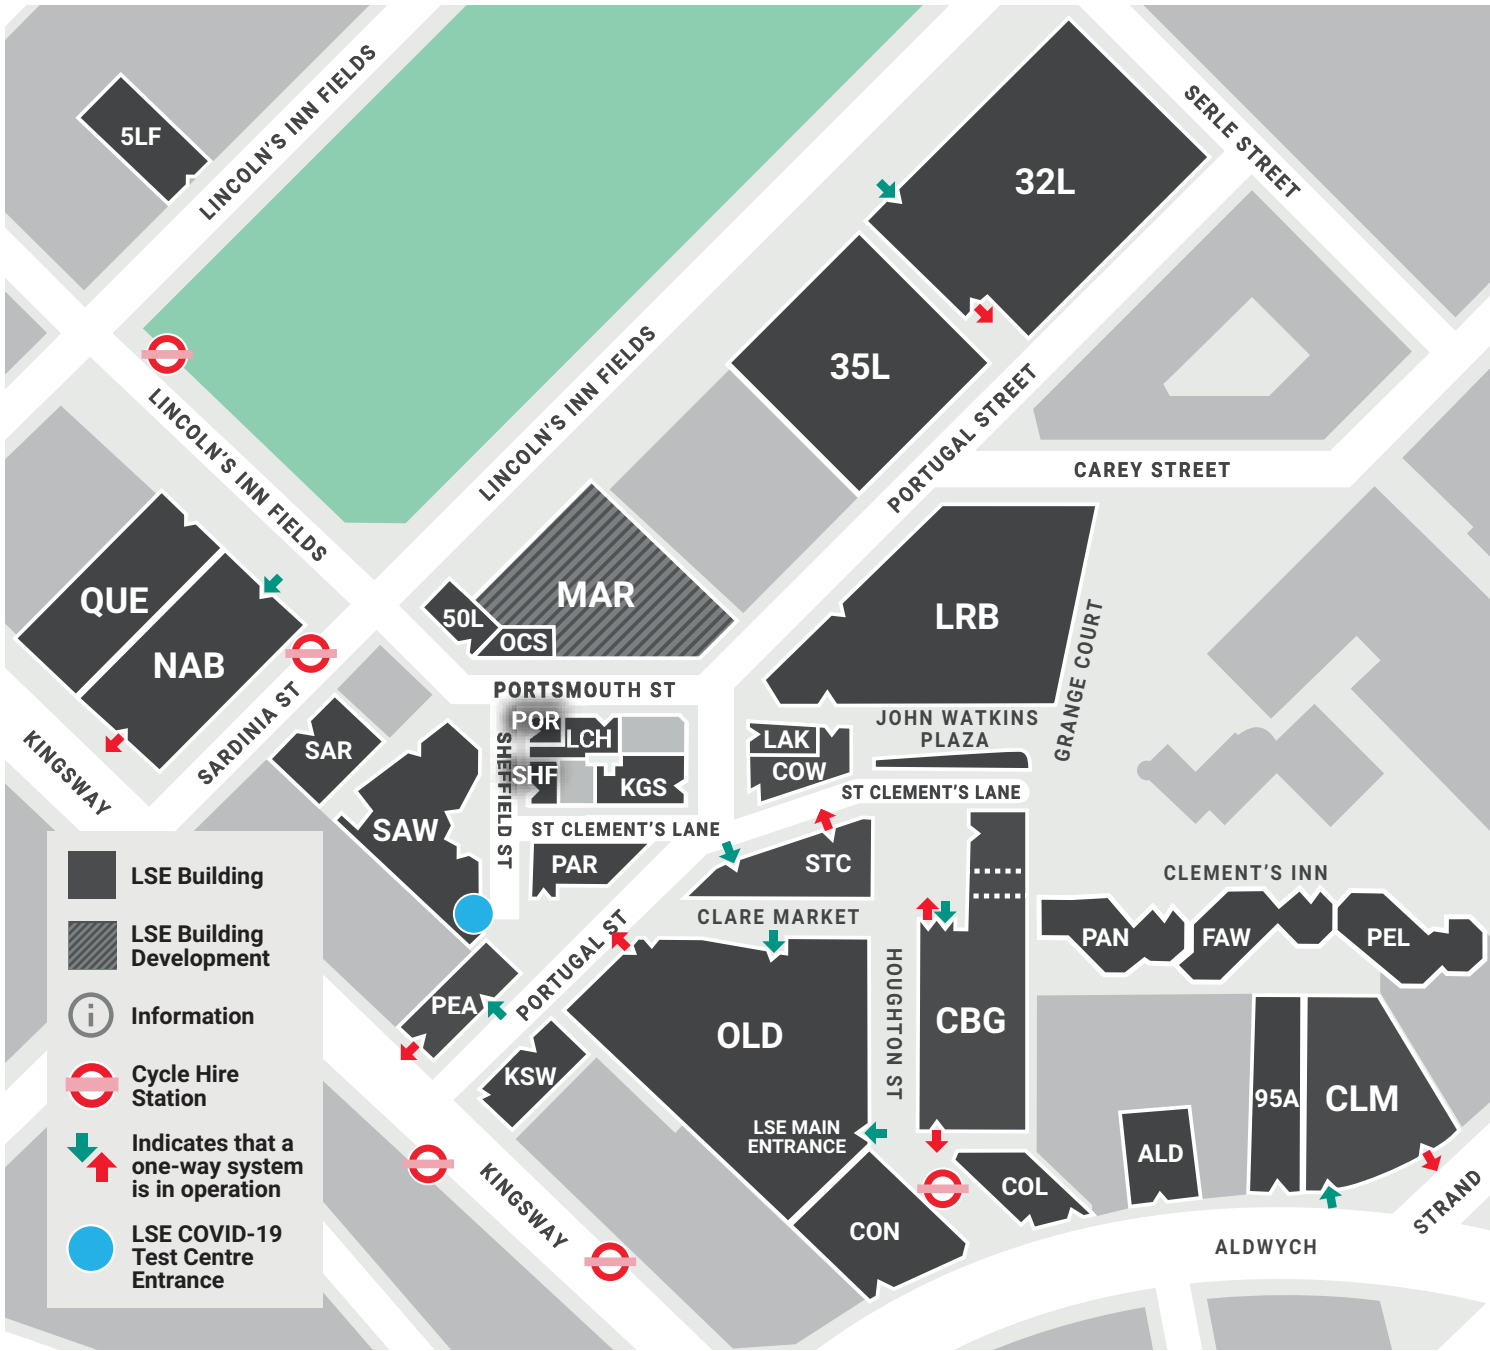 5LF
LINCOLN'S INN FIELDS
SERLE STREET
32L
35L
LINCOLN'S INN FIELDS
LINCOLN'S INN FIELDS
PORTUGAL STREET
CAREY STREET
QUE
NAB
MAR
50L
OCS
LRB
GRANGE COURT
PORTSMOUTH ST
SARDINIA ST
KINGSWAY
SAR
SAW
POR
LCH
SHF
KGS
SHEFFIELD ST
LAK
COW
JOHN WATKINS
PLAZA
ST CLEMENT'S LANE
ST CLEMENT'S LANE
PAR
STC
CLARE MARKET
CLEMENT'S INN
PAN
FAW
PEL
PORTUGAL ST
PEA
KSW
OLD
HOUGHTON ST
CBG
LSE MAIN
ENTRANCE
95A
CLM
ALD
COL
CON
KINGSWAY
ALDWYCH
STRAND
LSE Building
LSE Building
Development
i
Information
Cycle Hire
Station
Indicates that a
one-way system
is in operation
LSE COVID-19
Test Centre
Entrance